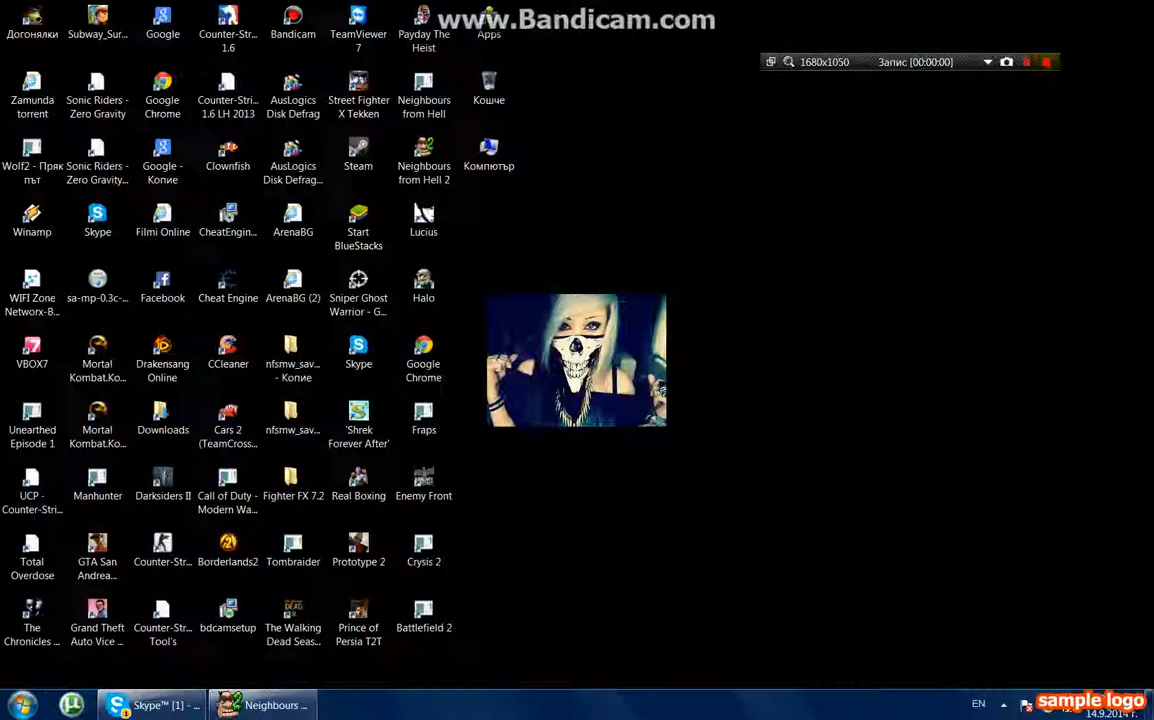 www.Bandicam.com
Догонялки
Subway_Sur...
Google
Counter-Str...
1.6
Bandicam
TeamViewer
7
Payday The
Heist
Apps
1680x1050
Запис [00:00:00]
Zamunda
torrent
Sonic Riders -
Zero Gravity
Google
Chrome
Counter-Stri...
1.6 LH 2013
AusLogics
Disk Defrag
Street Fighter
X Tekken
Neighbours
from Hell
Кошче
Wolf2 - Пряк
път
Sonic Riders -
Zero Gravity...
Google -
Копие
Clownfish
AusLogics
Disk Defrag...
Steam
Neighbours
from Hell 2
Компютър
Winamp
Skype
Filmi Online
CheatEngin...
ArenaBG
Start
BlueStacks
Lucius
WIFI Zone
Networx-B...
sa-mp-0.3c-...
Facebook
Cheat Engine
ArenaBG (2)
Sniper Ghost
Warrior - G...
Halo
VBOX7
Mortal
Kombat.Ko...
Drakensang
Online
CCleaner
nfsmw_sav...
- Копие
Skype
Google
Chrome
Unearthed
Episode 1
Mortal
Kombat.Ko...
Downloads
Cars 2
(TeamCross...
nfsmw_sav...
'Shrek
Forever After'
Fraps
UCP -
Counter-Stri...
Manhunter
Darksiders II
Call of Duty -
Modern Wa...
Fighter FX 7.2
Real Boxing
Enemy Front
Total
Overdose
GTA San
Andrea...
Counter-Str...
Borderlands2
Tombraider
Prototype 2
Crysis 2
The
Chronicles ...
Grand Theft
Auto Vice ...
Counter-Str...
Tool's
bdcamsetup
The Walking
Dead Seas...
Prince of
Persia T2T
Battlefield 2
Skype™ [1] - ...
Neighbours ...
EN
sample logo
14.9.2014 г.